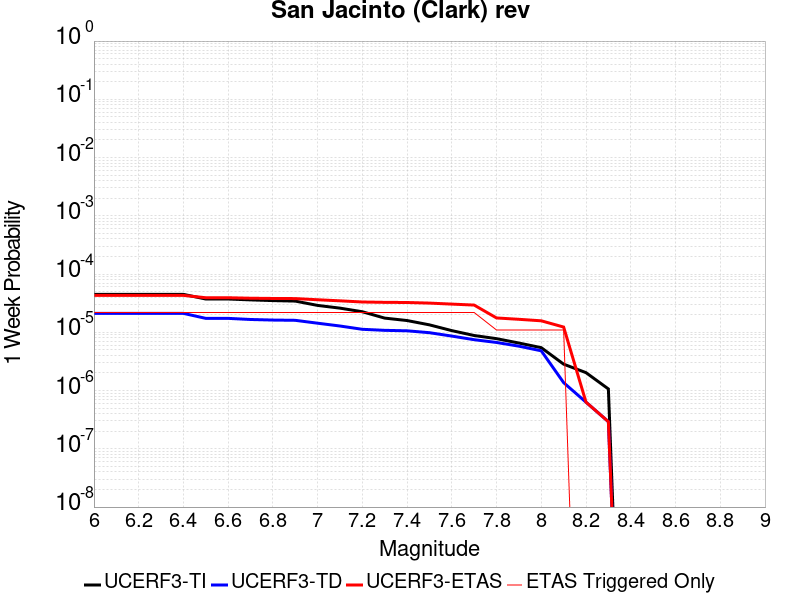 San Jacinto (Clark) rev
10^0
10^-1
10^-2
10^-3
10^-4
10^-5
10^-6
10^-7
10^-8
1 Week Probability
6 6.2 6.4 6.6 6.8 7 7.2 7.4 7.6 7.8 8 8.2 8.4 8.6 8.8 9
Magnitude
UCERF3-TI UCERF3-TD UCERF3-ETAS ETAS Triggered Only